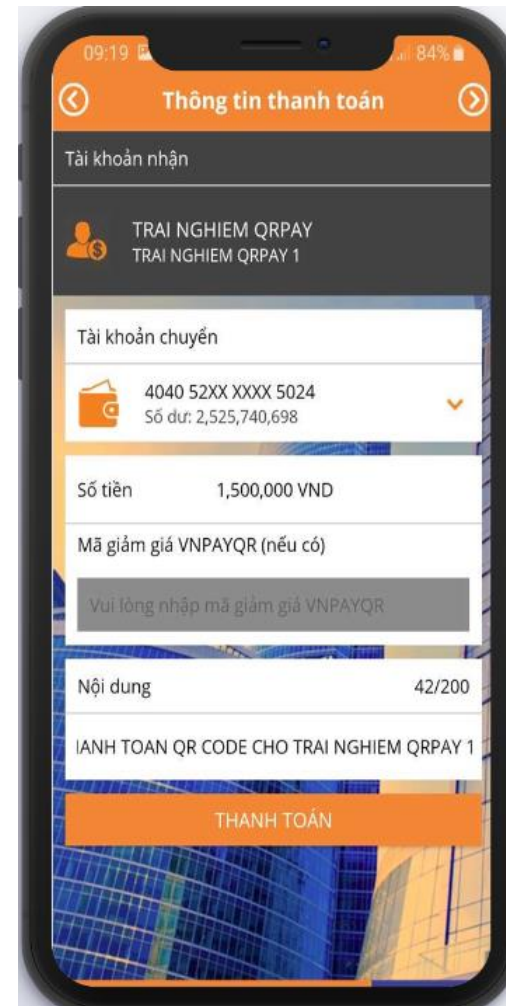 09:19 84%
Thông tin thanh toán
Tài khoản nhận
TRAI NGHIEM QRPAY
TRAI NGHIEM QRPAY 1
Tài khoản chuyển
4040 52XX XXXX 5024
Số dư: 2,525,740,698
Số tiền 1,500,000 VND
Mã giảm giá VNPAYQR (nếu có)
Vui lòng nhập mã giảm giá VNPAYQR
Nội dung 42/200
IANH TOAN QR CODE CHO TRAI NGHIEM QRPAY 1
THANH TOÁN